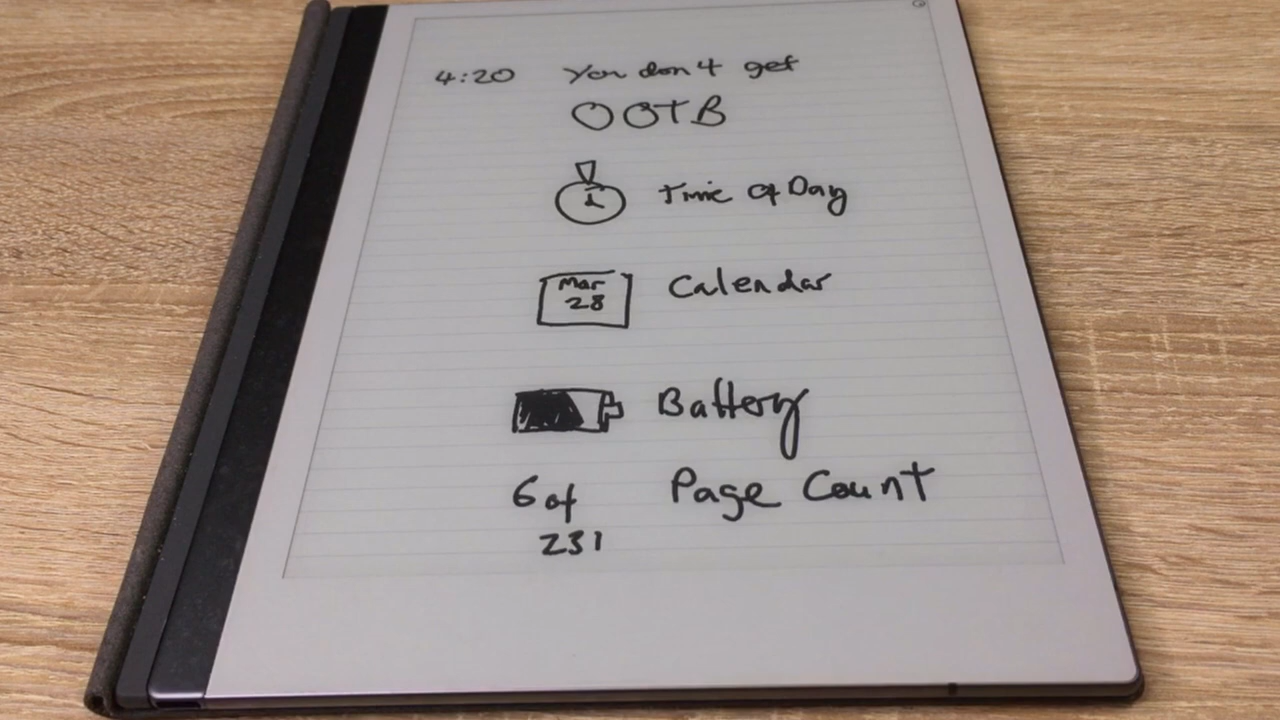 4:20 You don't get
OOTB
Time of Day
Mar
28
Calendar
Battery
6 of
231
Page Count